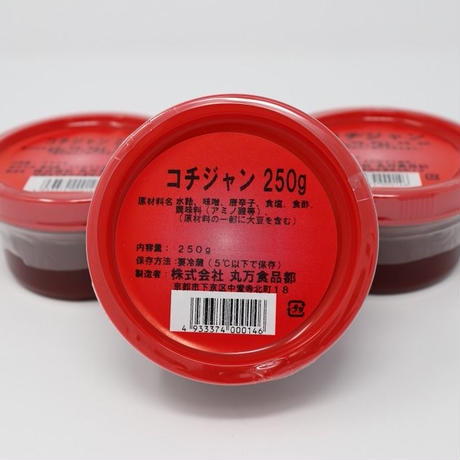 コチジャン 250g
原材料名 水飴、味噌、唐辛子、食塩、食酢、
調味料（アミノ酸等）、
（原材料の一部に大豆を含む）
内容量：２５０ｇ
保存方法：要冷蔵（５℃以下で保存）
製造者：株式会社 丸万食品都
京都市下京区中堂寺北町１８
4 933374 000146